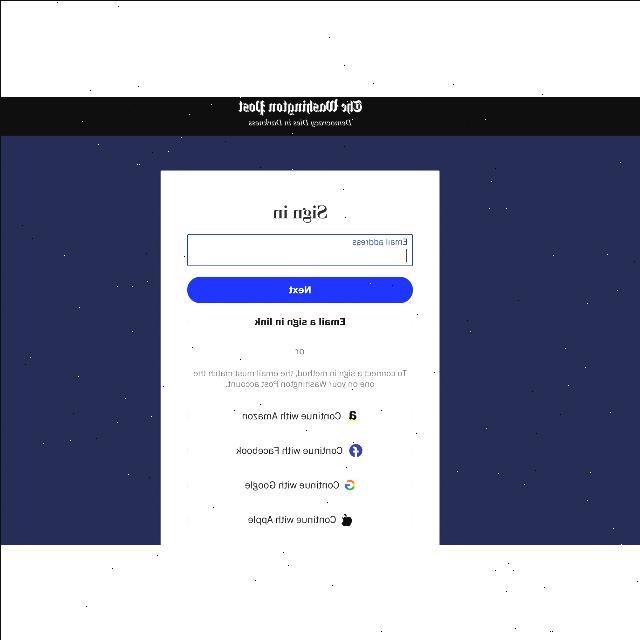 The Washington Post
Democracy Dies in Darkness
Sign in
Email address
Next
Email a sign in link
or
To connect a sign in method, the email must match the
one on your Washington Post account.
Continue with Amazon
Continue with Facebook
Continue with Google
Continue with Apple